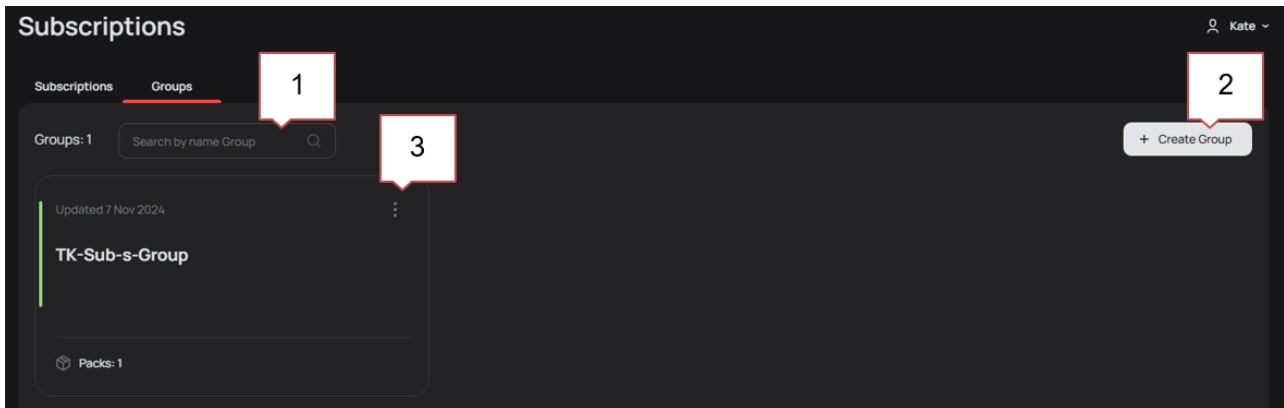 Subscriptions
Kate
Subscriptions Groups
1
2
Groups: 1
Search by name Group
3
+ Create Group
Updated 7 Nov 2024
TK-Sub-s-Group
Packs: 1